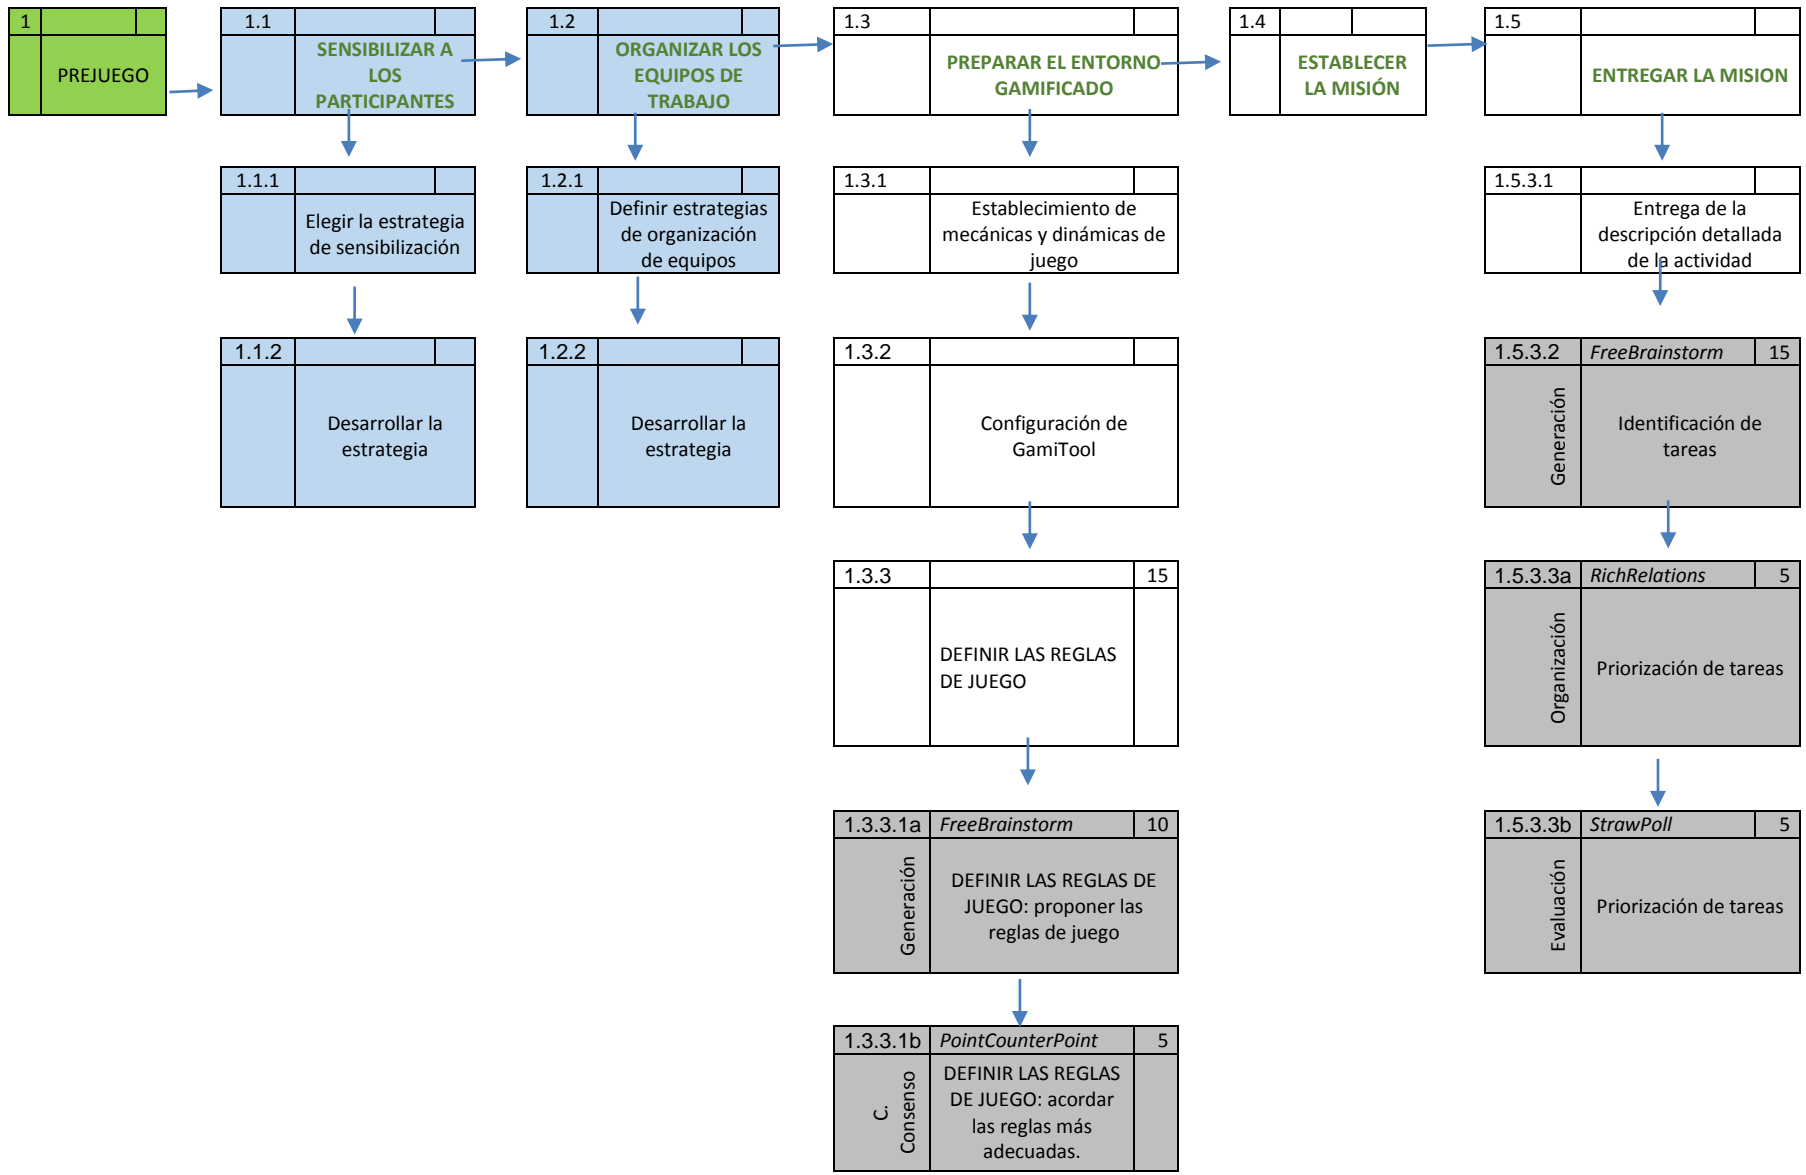 1
PREJUEGO
1.1
SENSIBILIZAR A
LOS
PARTICIPANTES
1.2
ORGANIZAR LOS
EQUIPOS DE
TRABAJO
1.3
PREPARAR EL ENTORNO
GAMIFICADO
1.4
ESTABLECER
LA MISIÓN
1.5
ENTREGAR LA MISION
1.1.1
Elegir la estrategia
de sensibilización
1.2.1
Definir estrategias
de organización
de equipos
1.3.1
Establecimiento de
mecánicas y dinámicas de
juego
1.5.3.1
Entrega de la
descripción detallada
de la actividad
1.1.2
Desarrollar la
estrategia
1.2.2
Desarrollar la
estrategia
1.3.2
Configuración de
GamiTool
1.5.3.2 FreeBrainstorm 15
Generación
Identificación de
tareas
1.3.3 15
DEFINIR LAS REGLAS
DE JUEGO
1.5.3.3a RichRelations 5
Organización
Priorización de tareas
1.3.3.1a FreeBrainstorm 10
Generación
DEFINIR LAS REGLAS DE
JUEGO: proponer las
reglas de juego
1.5.3.3b StrawPoll 5
Evaluación
Priorización de tareas
1.3.3.1b PointCounterPoint 5
C.
Consenso
DEFINIR LAS REGLAS
DE JUEGO: acordar
las reglas más
adecuadas.